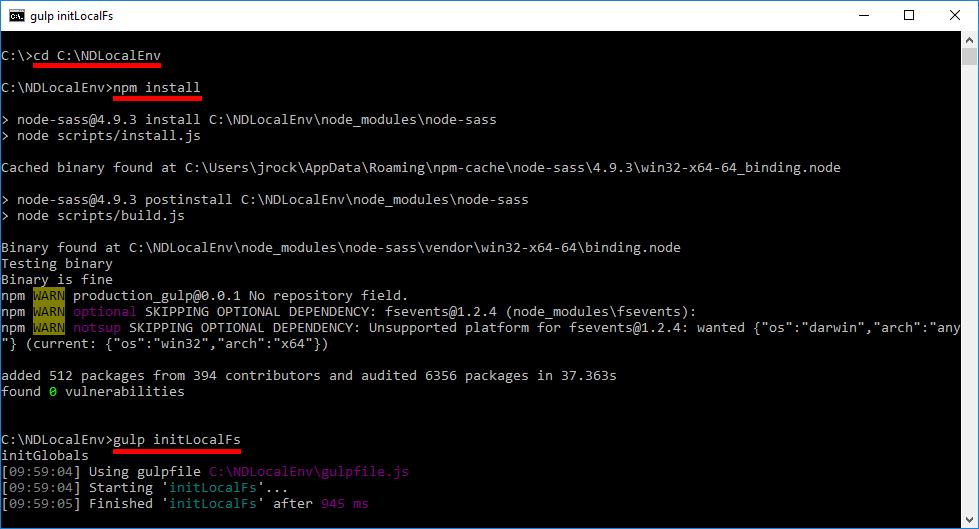 gulp initLocalFs
C:\>cd C:\NDLocalEnv
C:\NDLocalEnv>npm install
> node-sass@4.9.3 install C:\NDLocalEnv\node_modules\node-sass
> node scripts/install.js
Cached binary found at C:\Users\jrock\AppData\Roaming\npm-cache\node-sass\4.9.3\win32-x64-64_binding.node
> node-sass@4.9.3 postinstall C:\NDLocalEnv\node_modules\node-sass
> node scripts/build.js
Binary found at C:\NDLocalEnv\node_modules\node-sass\vendor\win32-x64-64\binding.node
Testing binary
Binary is fine
npm WARN production_gulp@0.0.1 No repository field.
npm WARN optional SKIPPING OPTIONAL DEPENDENCY: fsevents@1.2.4 (node_modules\fsevents):
npm WARN notsup SKIPPING OPTIONAL DEPENDENCY: Unsupported platform for fsevents@1.2.4: wanted {"os":"darwin","arch":"any
"} (current: {"os":"win32","arch":"x64"})
added 512 packages from 394 contributors and audited 6356 packages in 37.363s
found 0 vulnerabilities
C:\NDLocalEnv>gulp initLocalFs
initGlobals
[09:59:04] Using gulpfile C:\NDLocalEnv\gulpfile.js
[09:59:04] Starting 'initLocalFs'...
[09:59:05] Finished 'initLocalFs' after 945 ms